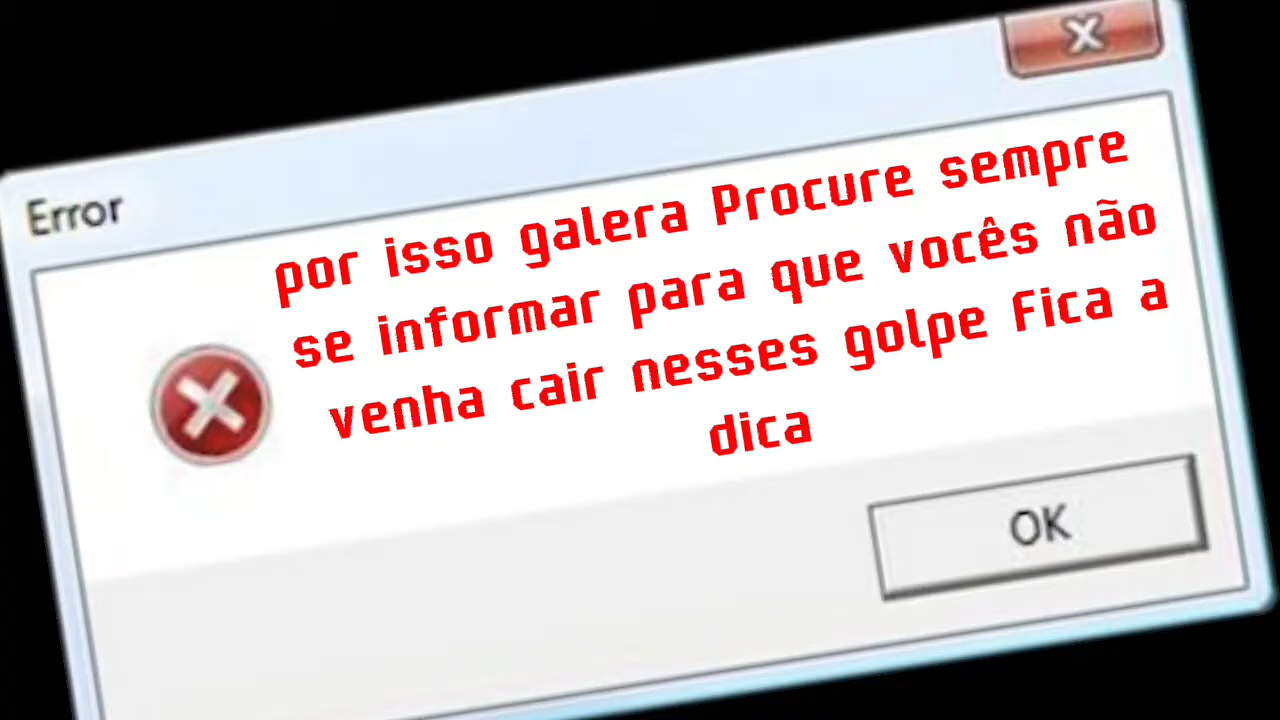 Error
por isso galera Procure sempre
se informar para que vocês não
venha cair nesses golpe Fica a
dica
OK